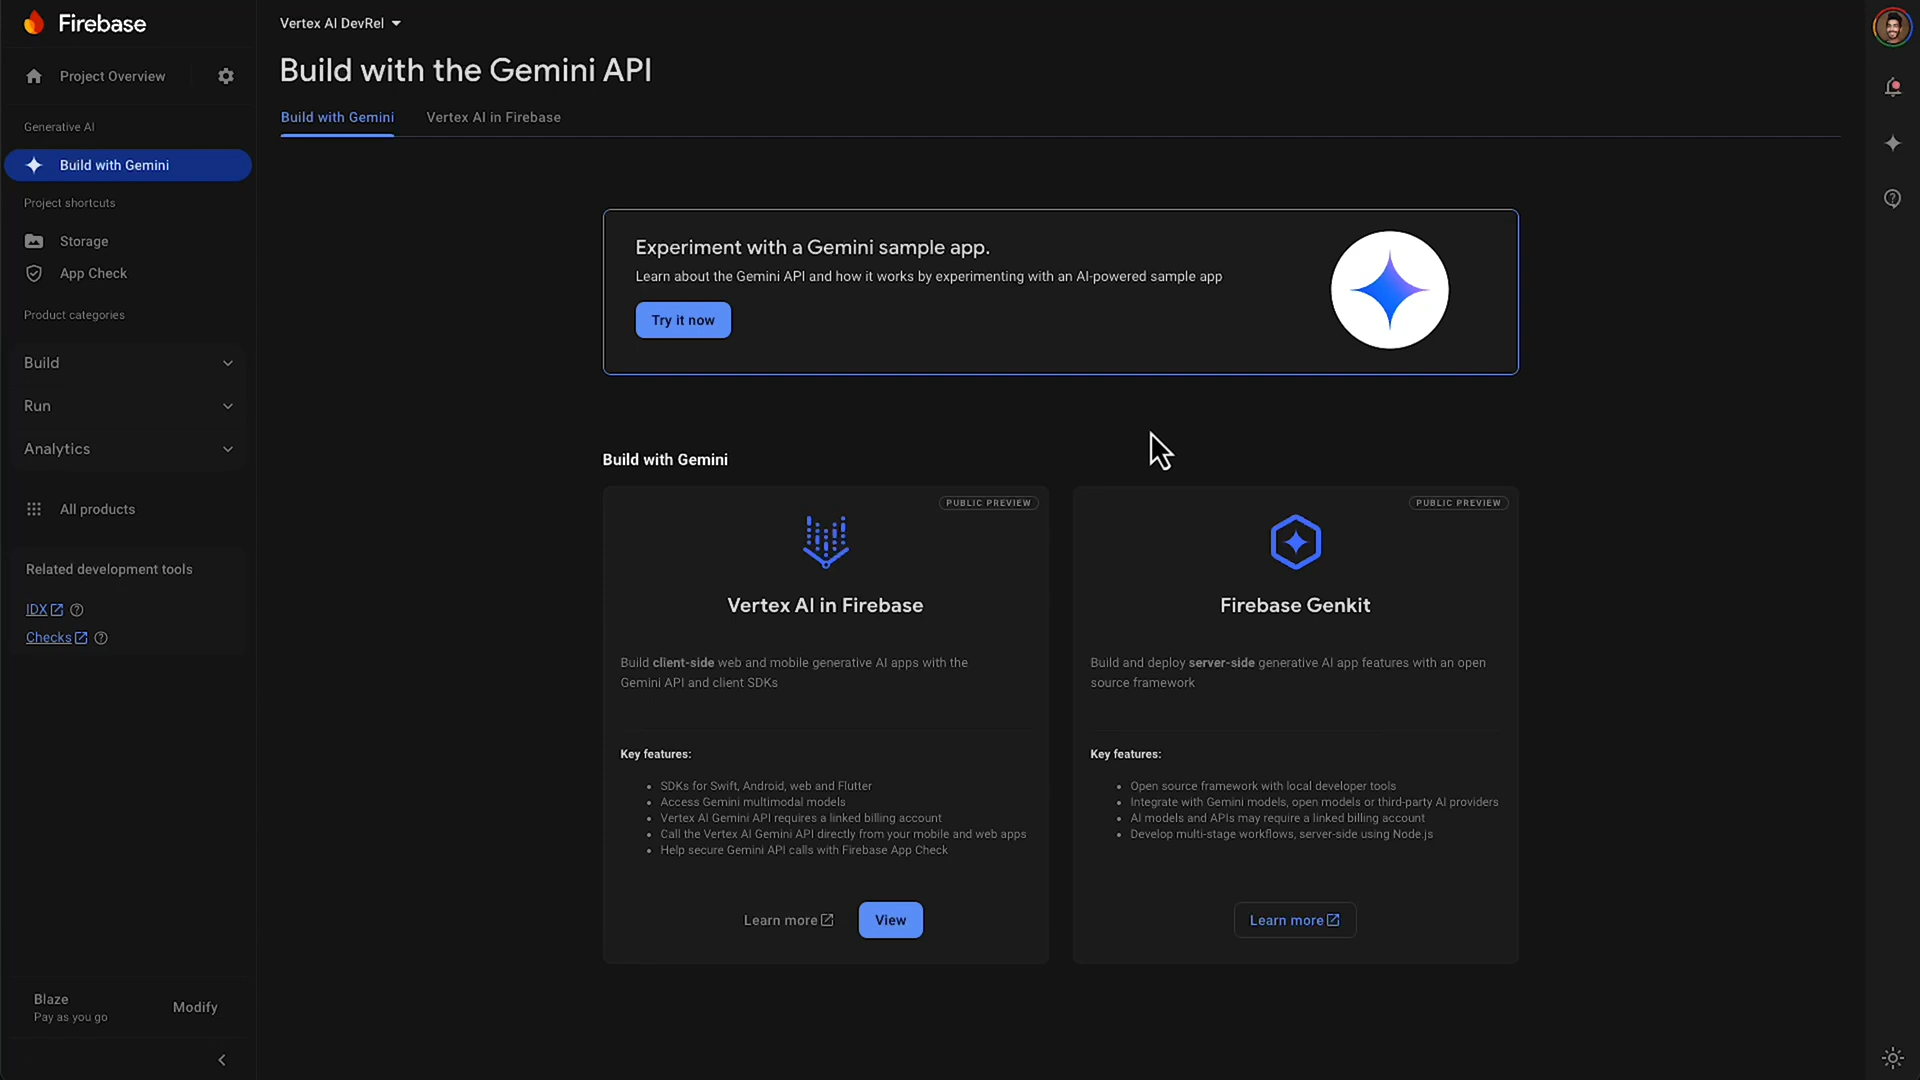 Firebase
Project Overview
Generative AI
Build with Gemini
Project shortcuts
Storage
App Check
Product categories
Build
Run
Analytics
All products
Related development tools
IDX
Checks
Blaze
Pay as you go
Modify
Vertex AI DevRel
Build with the Gemini API
Build with Gemini
Vertex AI in Firebase
Experiment with a Gemini sample app.
Learn about the Gemini API and how it works by experimenting with an AI-powered sample app
Try it now
Build with Gemini
PUBLIC PREVIEW
Vertex AI in Firebase
Build client-side web and mobile generative AI apps with the
Gemini API and client SDKs
Key features:
SDKs for Swift, Android, web and Flutter
Access Gemini multimodal models
Vertex AI Gemini API requires a linked billing account
Call the Vertex AI Gemini API directly from your mobile and web apps
Help secure Gemini API calls with Firebase App Check
Learn more
View
PUBLIC PREVIEW
Firebase Genkit
Build and deploy server-side generative AI app features with an open
source framework
Key features:
Open source framework with local developer tools
Integrate with Gemini models, open models or third-party AI providers
AI models and APIs may require a linked billing account
Develop multi-stage workflows, server-side using Node.js
Learn more